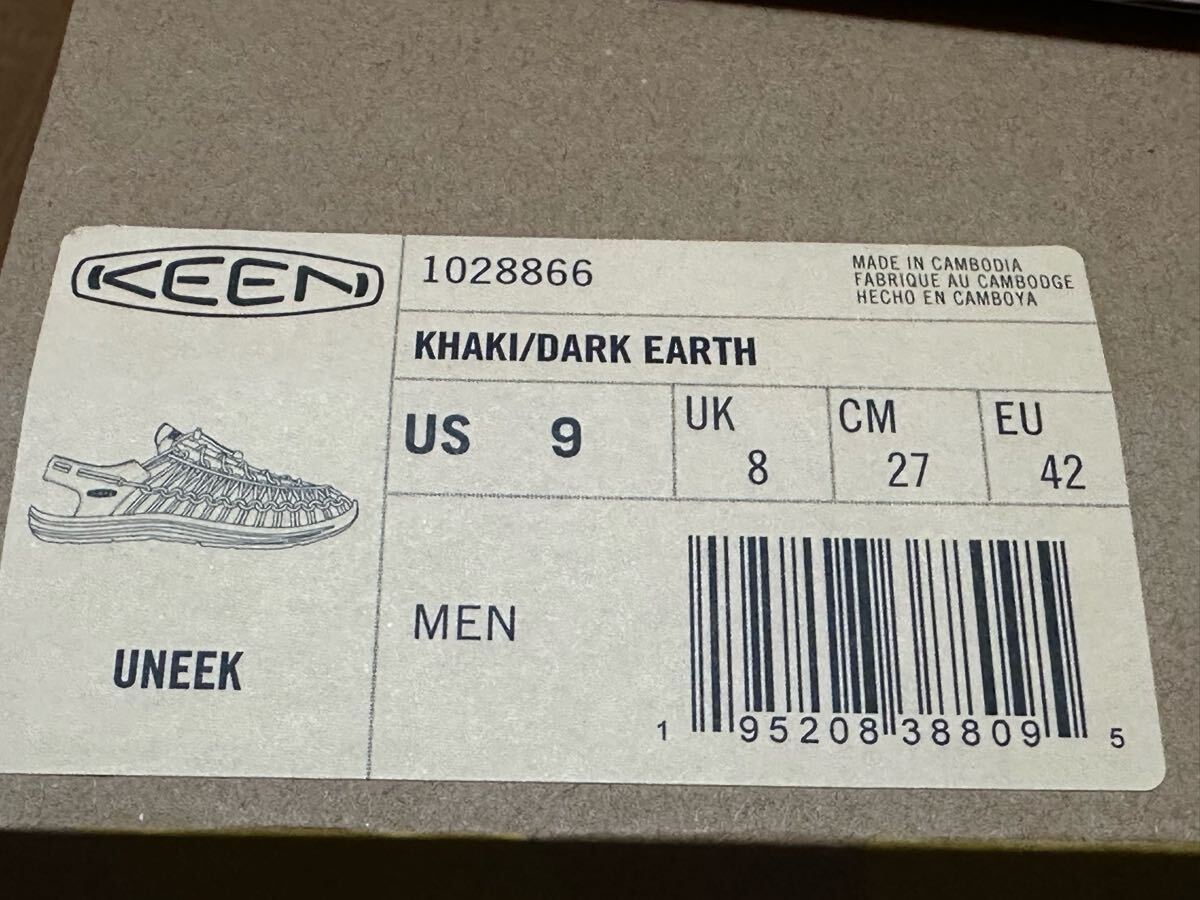 KEEN
1028866
MADE IN CAMBODIA
FABRIQUE AU CAMBODGE
HECHO EN CAMBOYA
KHAKI/DARK EARTH
US 9
UK 8
CM 27
EU 42
MEN
UNEEK
1 95208 38809 5